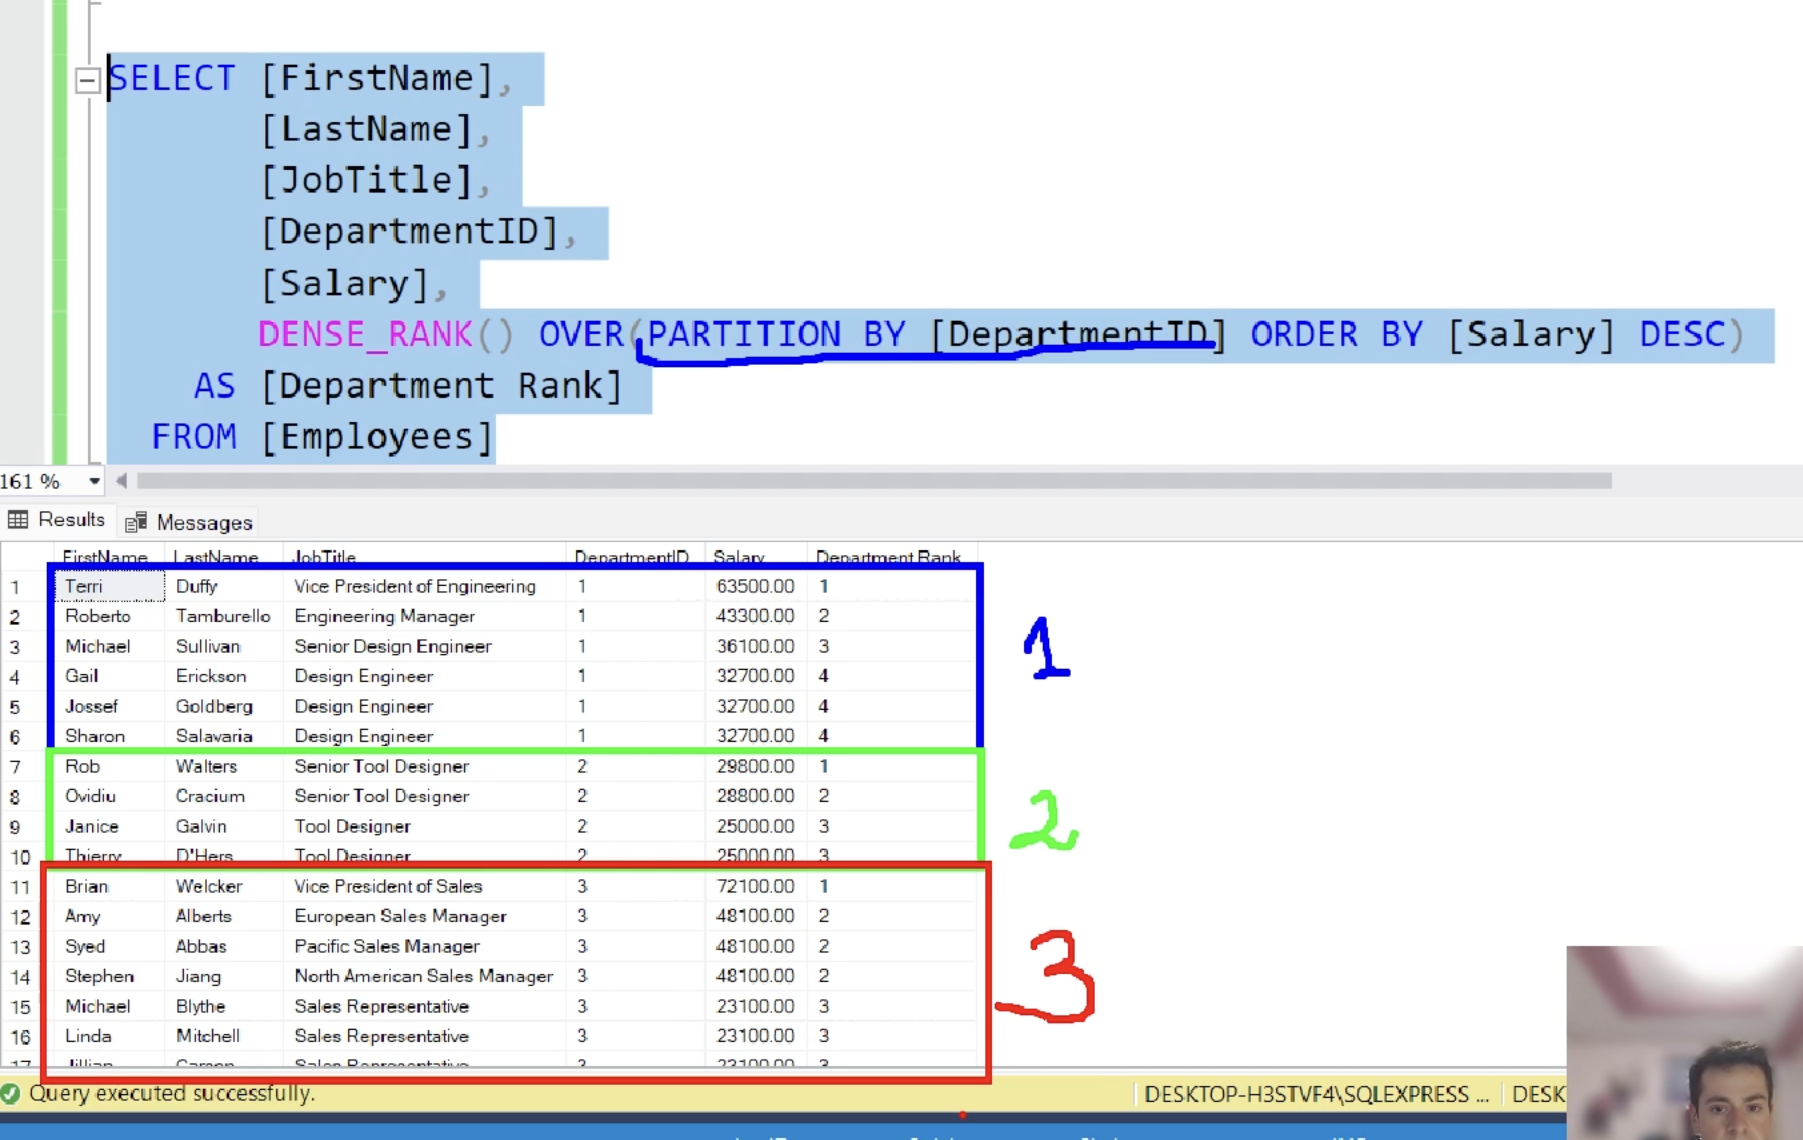 SELECT [FirstName],
[LastName],
[JobTitle],
[DepartmentID],
[Salary],
DENSE_RANK() OVER(PARTITION BY [DepartmentID] ORDER BY [Salary] DESC)
AS [Department Rank]
FROM [Employees]
161 %
Results Messages
FirstName LastName JobTitle DepartmentID Salary Department Rank
1 Terri Duffy Vice President of Engineering 1 63500.00 1
2 Roberto Tamburello Engineering Manager 1 43300.00 2
3 Michael Sullivan Senior Design Engineer 1 36100.00 3
4 Gail Erickson Design Engineer 1 32700.00 4
5 Jossef Goldberg Design Engineer 1 32700.00 4
6 Sharon Salavaria Design Engineer 1 32700.00 4
1
7 Rob Walters Senior Tool Designer 2 29800.00 1
8 Ovidiu Cracium Senior Tool Designer 2 28800.00 2
9 Janice Galvin Tool Designer 2 25000.00 3
10 Thierry D'Hers Tool Designer 2 25000.00 3
2
11 Brian Welcker Vice President of Sales 3 72100.00 1
12 Amy Alberts European Sales Manager 3 48100.00 2
13 Syed Abbas Pacific Sales Manager 3 48100.00 2
14 Stephen Jiang North American Sales Manager 3 48100.00 2
15 Michael Blythe Sales Representative 3 23100.00 3
16 Linda Mitchell Sales Representative 3 23100.00 3
17 Jillian Carson Sales Representative 3 23100.00 3
3
Query executed successfully. DESKTOP-H3STVF4\SQLEXPRESS ... DESK